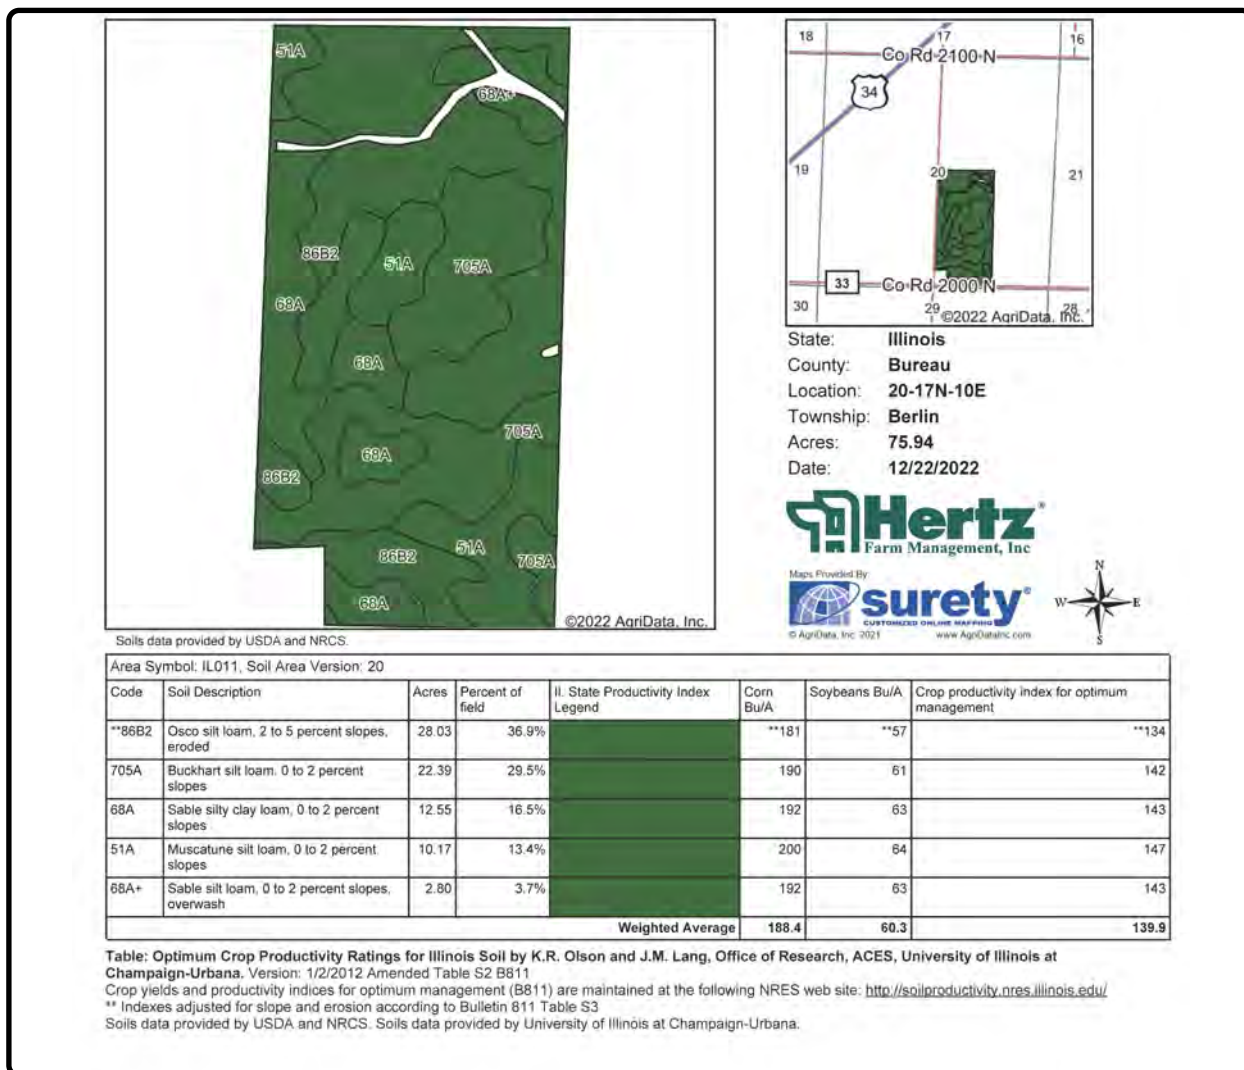 51A
68A+
86B2
51A
705A
68A
68A
705A
68A
86B2
86B2
51A
705A
68A
©2022 AgriData, Inc.
Soils data provided by USDA and NRCS.
18
17
16
Co Rd 2100 N
34
19
20
21
33
Co Rd 2000 N
30
29
28
©2022 AgriData, Inc.
State: Illinois
County: Bureau
Location: 20-17N-10E
Township: Berlin
Acres: 75.94
Date: 12/22/2022
Hertz®
Farm Management, Inc
Maps Provided By
surety®
CUSTOMIZED ONLINE MAPPING
© AgriData, Inc. 2021 www.AgriDataInc.com
N
W E
S
Area Symbol: IL011, Soil Area Version: 20
Code Soil Description Acres Percent of field II. State Productivity Index Legend Corn Bu/A Soybeans Bu/A Crop productivity index for optimum management
**86B2 Osco silt loam, 2 to 5 percent slopes, eroded 28.03 36.9% **181 **57 **134
705A Buckhart silt loam. 0 to 2 percent slopes 22.39 29.5% 190 61 142
68A Sable silty clay loam, 0 to 2 percent slopes 12.55 16.5% 192 63 143
51A Muscatune silt loam, 0 to 2 percent slopes 10.17 13.4% 200 64 147
68A+ Sable silt loam, 0 to 2 percent slopes, overwash 2.80 3.7% 192 63 143
Weighted Average 188.4 60.3 139.9
Table: Optimum Crop Productivity Ratings for Illinois Soil by K.R. Olson and J.M. Lang, Office of Research, ACES, University of Illinois at
Champaign-Urbana. Version: 1/2/2012 Amended Table S2 B811
Crop yields and productivity indices for optimum management (B811) are maintained at the following NRES web site: http://soilproductivity.nres.illinois.edu/
** Indexes adjusted for slope and erosion according to Bulletin 811 Table S3
Soils data provided by USDA and NRCS. Soils data provided by University of Illinois at Champaign-Urbana.